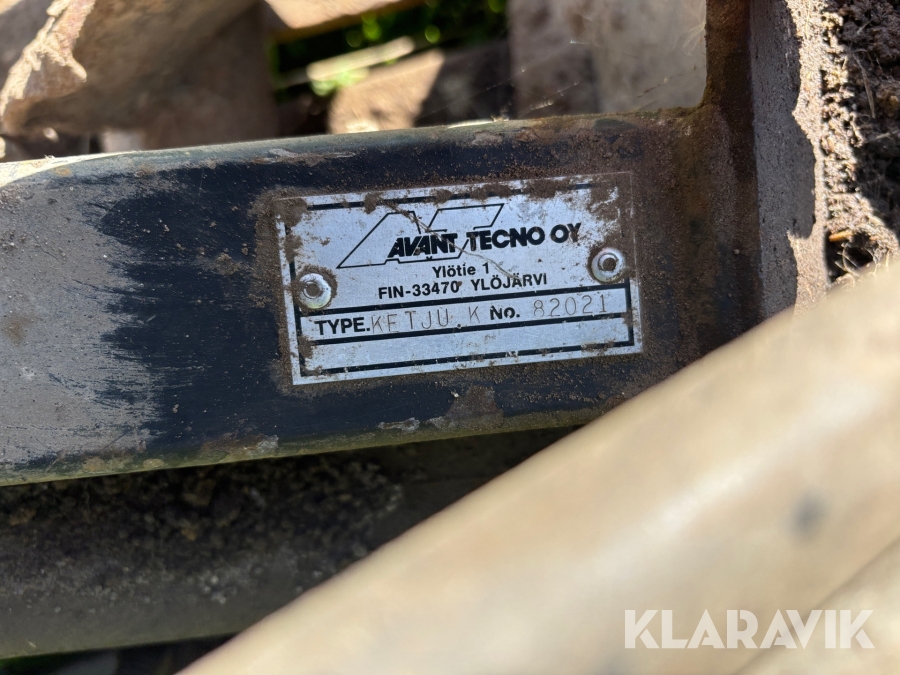 AVANT TECNO OY
Ylötie 1
FIN-33470 YLÖJÄRVI
TYPE. KETJU.K No. 82021
KLARAVIK